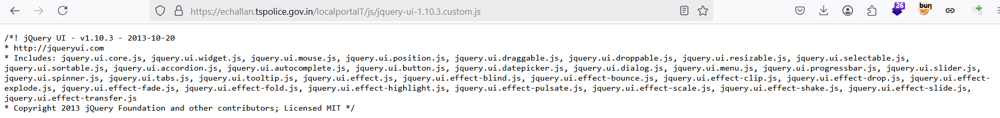 https://echallan.tspolice.gov.in/localportalT/js/jquery-ui-1.10.3.custom.js
26
burp
/*! jQuery UI - v1.10.3 - 2013-10-20
* http://jqueryui.com
* Includes: jquery.ui.core.js, jquery.ui.widget.js, jquery.ui.mouse.js, jquery.ui.position.js, jquery.ui.draggable.js, jquery.ui.droppable.js, jquery.ui.resizable.js, jquery.ui.selectable.js,
jquery.ui.sortable.js, jquery.ui.accordion.js, jquery.ui.autocomplete.js, jquery.ui.button.js, jquery.ui.datepicker.js, jquery.ui.dialog.js, jquery.ui.menu.js, jquery.ui.progressbar.js, jquery.ui.slider.js,
jquery.ui.spinner.js, jquery.ui.tabs.js, jquery.ui.tooltip.js, jquery.ui.effect.js, jquery.ui.effect-blind.js, jquery.ui.effect-bounce.js, jquery.ui.effect-clip.js, jquery.ui.effect-drop.js, jquery.ui.effect-
explode.js, jquery.ui.effect-fade.js, jquery.ui.effect-fold.js, jquery.ui.effect-highlight.js, jquery.ui.effect-pulsate.js, jquery.ui.effect-scale.js, jquery.ui.effect-shake.js, jquery.ui.effect-slide.js,
jquery.ui.effect-transfer.js
* Copyright 2013 jQuery Foundation and other contributors; Licensed MIT */